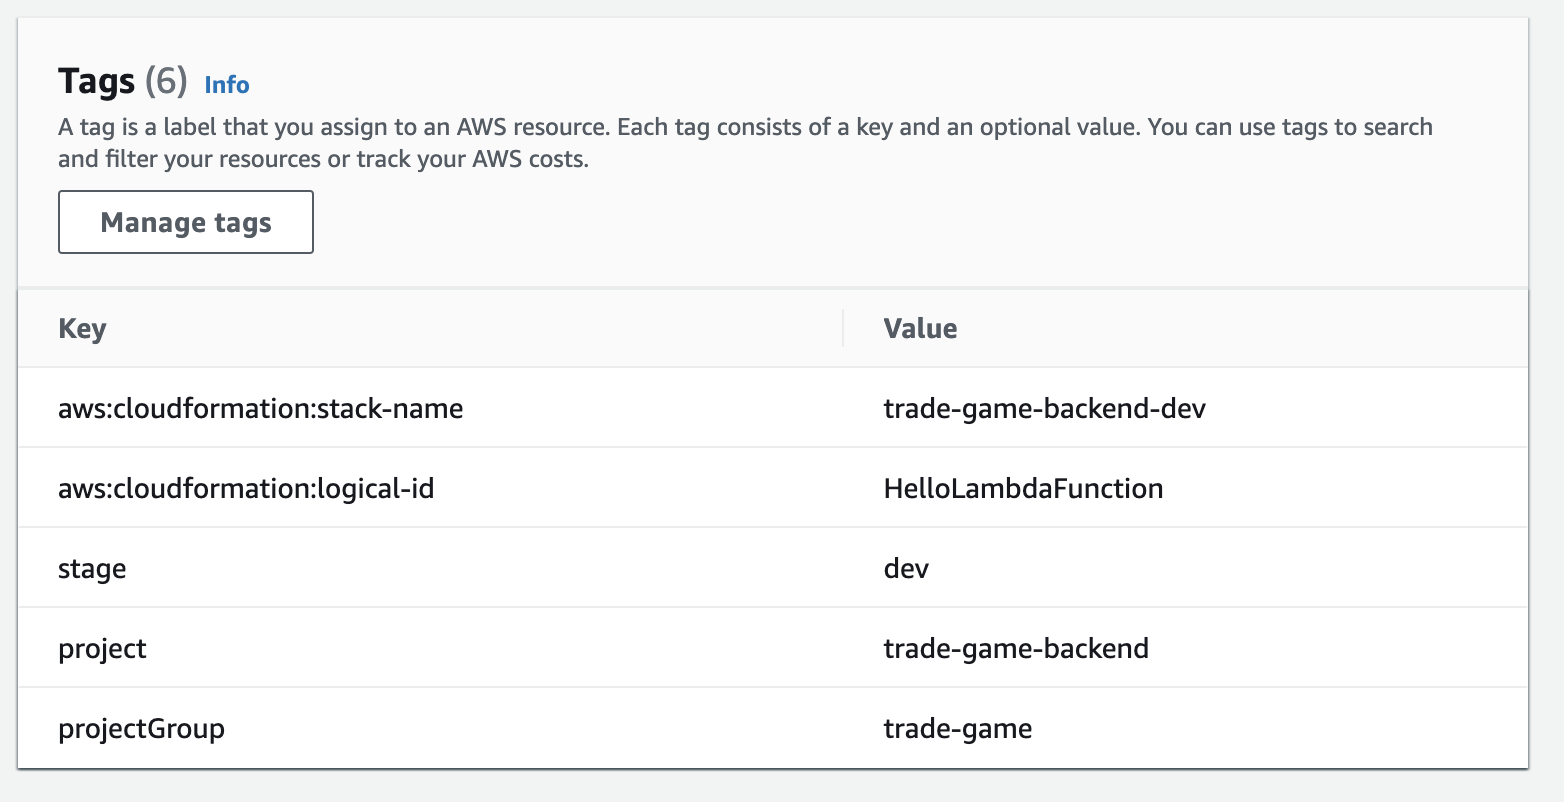 Tags (6) Info
A tag is a label that you assign to an AWS resource. Each tag consists of a key and an optional value. You can use tags to search
and filter your resources or track your AWS costs.
Manage tags
Key Value
aws:cloudformation:stack-name trade-game-backend-dev
aws:cloudformation:logical-id HelloLambdaFunction
stage dev
project trade-game-backend
projectGroup trade-game